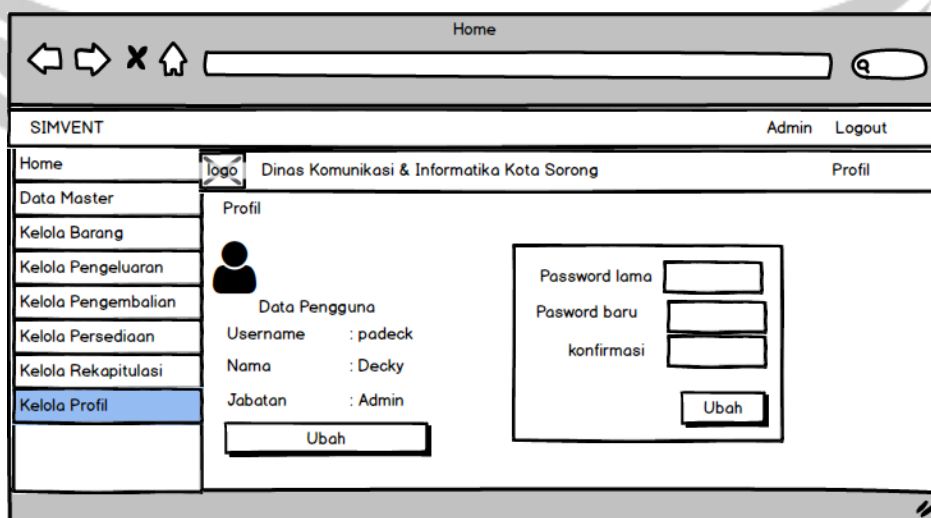 Home
SIMVENT
Admin Logout
Home
Data Master
Kelola Barang
Kelola Pengeluaran
Kelola Pengembalian
Kelola Persediaan
Kelola Rekapitulasi
Kelola Profil
logo Dinas Komunikasi & Informatika Kota Sorong Profil
Profil
Data Pengguna
Username : padeck
Nama : Decky
Jabatan : Admin
Ubah
Password lama
Pasword baru
konfirmasi
Ubah